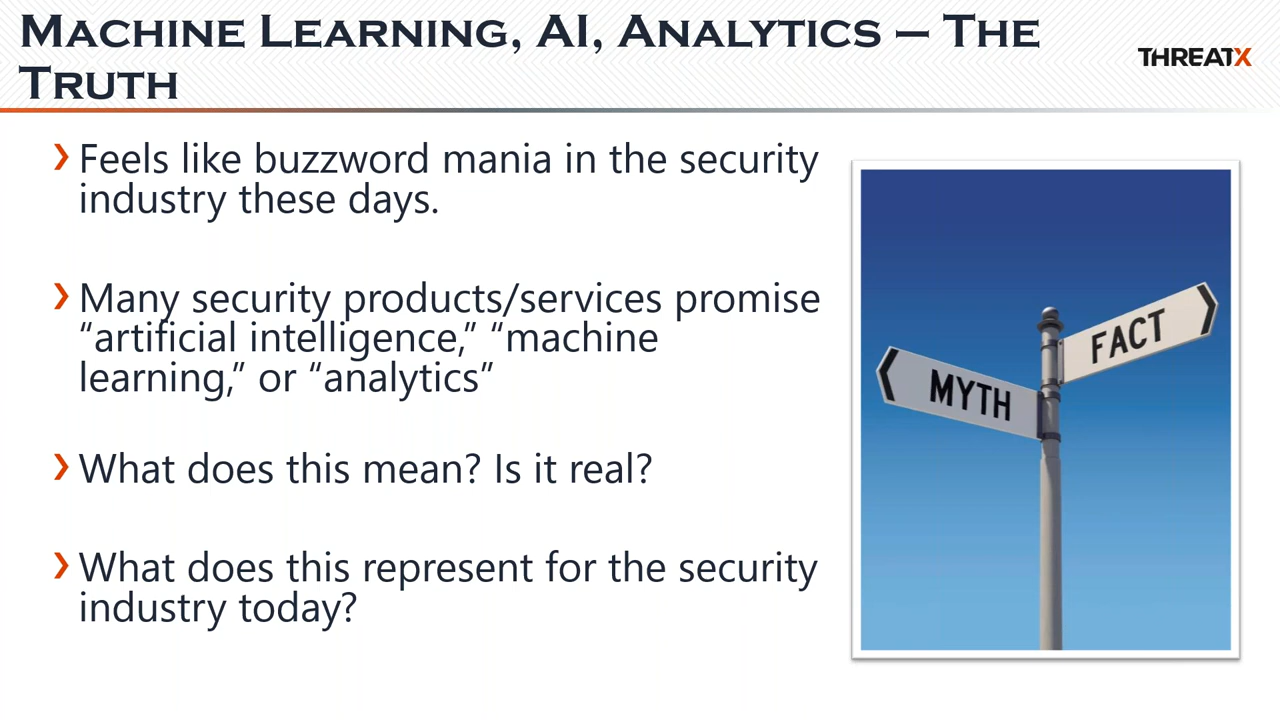 Machine Learning, AI, Analytics – The
Truth
THREATX
❯ Feels like buzzword mania in the security
industry these days.
❯ Many security products/services promise
“artificial intelligence,” “machine
learning,” or “analytics”
❯ What does this mean? Is it real?
❯ What does this represent for the security
industry today?
MYTH
FACT